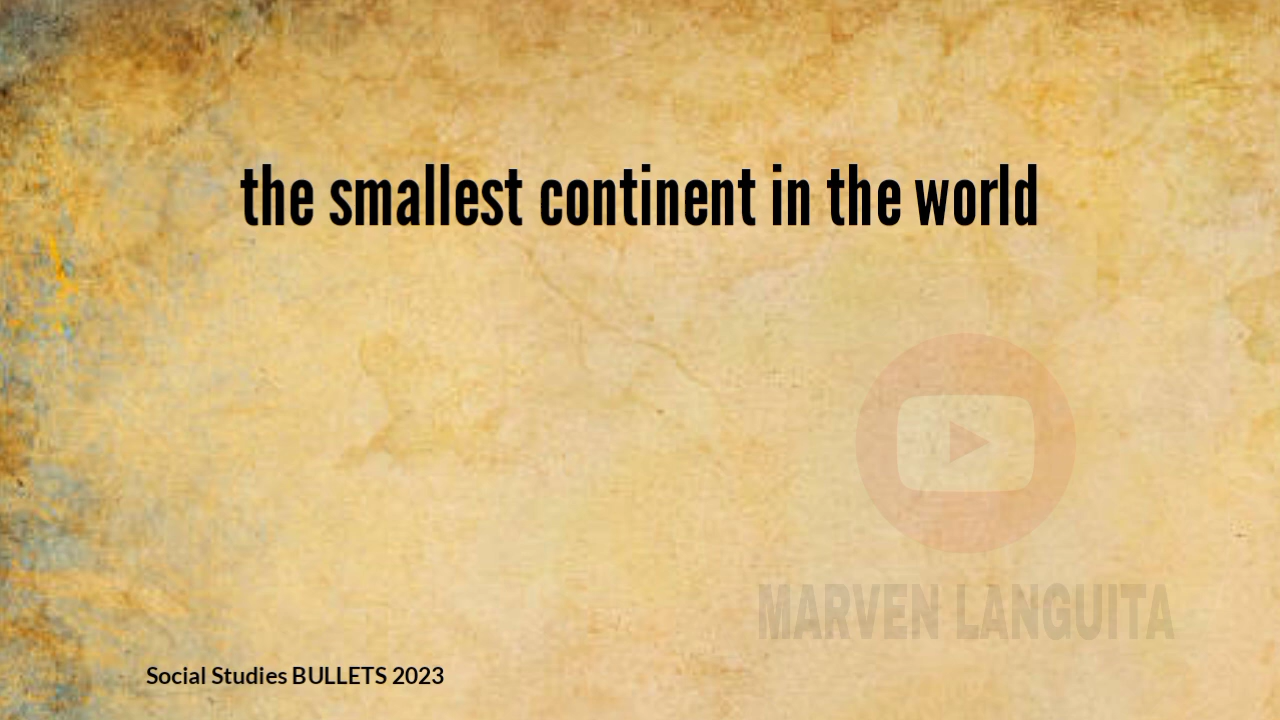 the smallest continent in the world
MARVEN LANGUITA
Social Studies BULLETS 2023